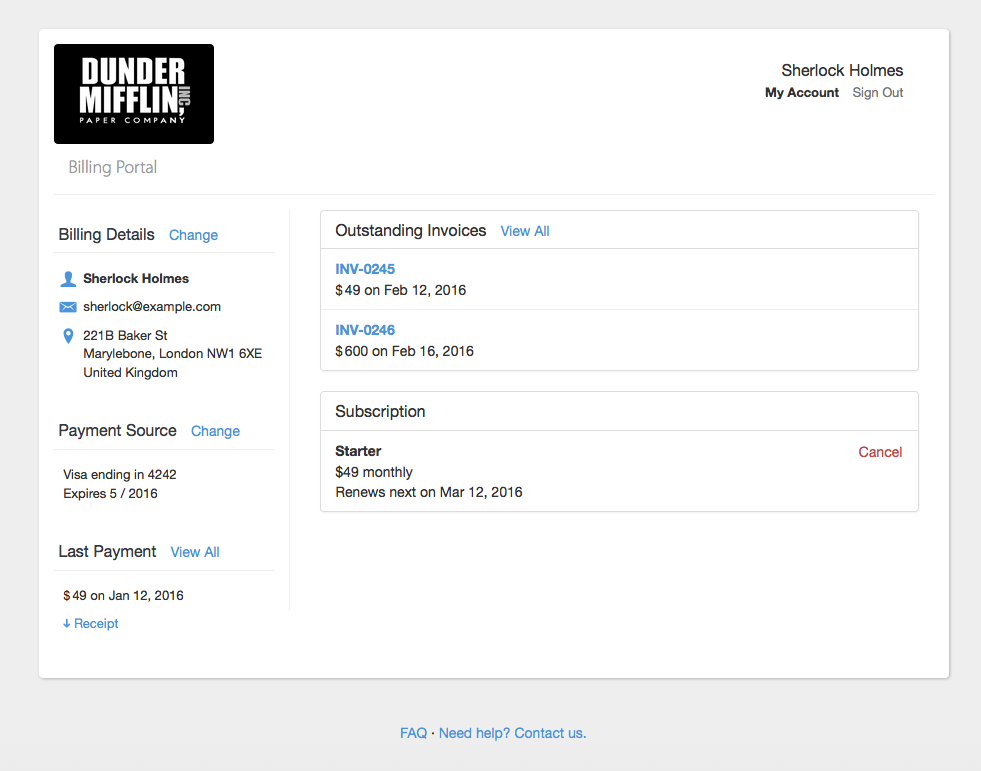 DUNDER
MIFFLIN, INC
PAPER COMPANY
Billing Portal
Sherlock Holmes
My Account Sign Out
Billing Details Change
Sherlock Holmes
sherlock@example.com
221B Baker St
Marylebone, London NW1 6XE
United Kingdom
Payment Source Change
Visa ending in 4242
Expires 5 / 2016
Last Payment View All
$49 on Jan 12, 2016
Receipt
Outstanding Invoices View All
INV-0245
$49 on Feb 12, 2016
INV-0246
$600 on Feb 16, 2016
Subscription
Starter Cancel
$49 monthly
Renews next on Mar 12, 2016
FAQ · Need help? Contact us.